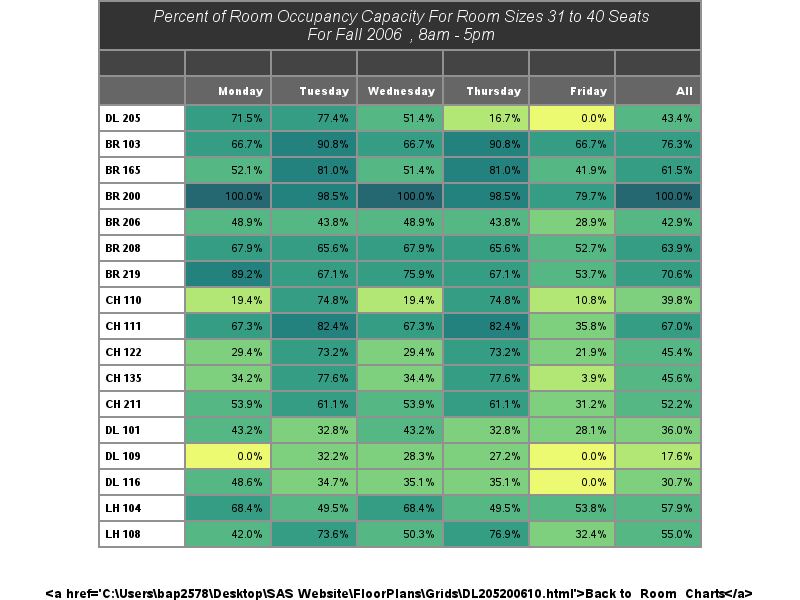 Percent of Room Occupancy Capacity For Room Sizes 31 to 40 Seats
For Fall 2006 , 8am - 5pm
Monday Tuesday Wednesday Thursday Friday All
DL 205 71.5% 77.4% 51.4% 16.7% 0.0% 43.4%
BR 103 66.7% 90.8% 66.7% 90.8% 66.7% 76.3%
BR 165 52.1% 81.0% 51.4% 81.0% 41.9% 61.5%
BR 200 100.0% 98.5% 100.0% 98.5% 79.7% 100.0%
BR 206 48.9% 43.8% 48.9% 43.8% 28.9% 42.9%
BR 208 67.9% 65.6% 67.9% 65.6% 52.7% 63.9%
BR 219 89.2% 67.1% 75.9% 67.1% 53.7% 70.6%
CH 110 19.4% 74.8% 19.4% 74.8% 10.8% 39.8%
CH 111 67.3% 82.4% 67.3% 82.4% 35.8% 67.0%
CH 122 29.4% 73.2% 29.4% 73.2% 21.9% 45.4%
CH 135 34.2% 77.6% 34.4% 77.6% 3.9% 45.6%
CH 211 53.9% 61.1% 53.9% 61.1% 31.2% 52.2%
DL 101 43.2% 32.8% 43.2% 32.8% 28.1% 36.0%
DL 109 0.0% 32.2% 28.3% 27.2% 0.0% 17.6%
DL 116 48.6% 34.7% 35.1% 35.1% 0.0% 30.7%
LH 104 68.4% 49.5% 68.4% 49.5% 53.8% 57.9%
LH 108 42.0% 73.6% 50.3% 76.9% 32.4% 55.0%
&lt;a href='C:\Users\bap2578\Desktop\SAS Website\FloorPlans\Grids\DL205200610.html'&gt;Back to Room Charts&lt;/a&gt;